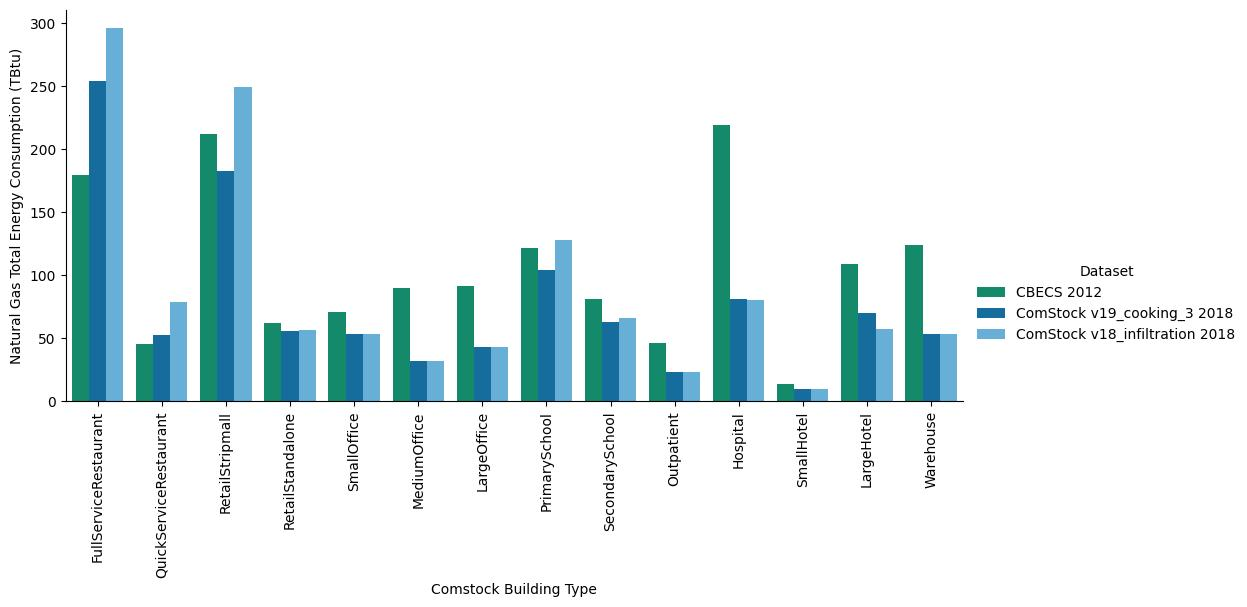 Natural Gas Total Energy Consumption (TBtu)
300
250
200
150
100
50
0
FullServiceRestaurant
QuickServiceRestaurant
RetailStripmall
RetailStandalone
SmallOffice
MediumOffice
LargeOffice
PrimarySchool
SecondarySchool
Outpatient
Hospital
SmallHotel
LargeHotel
Warehouse
Comstock Building Type
Dataset
CBECS 2012
ComStock v19_cooking_3 2018
ComStock v18_infiltration 2018